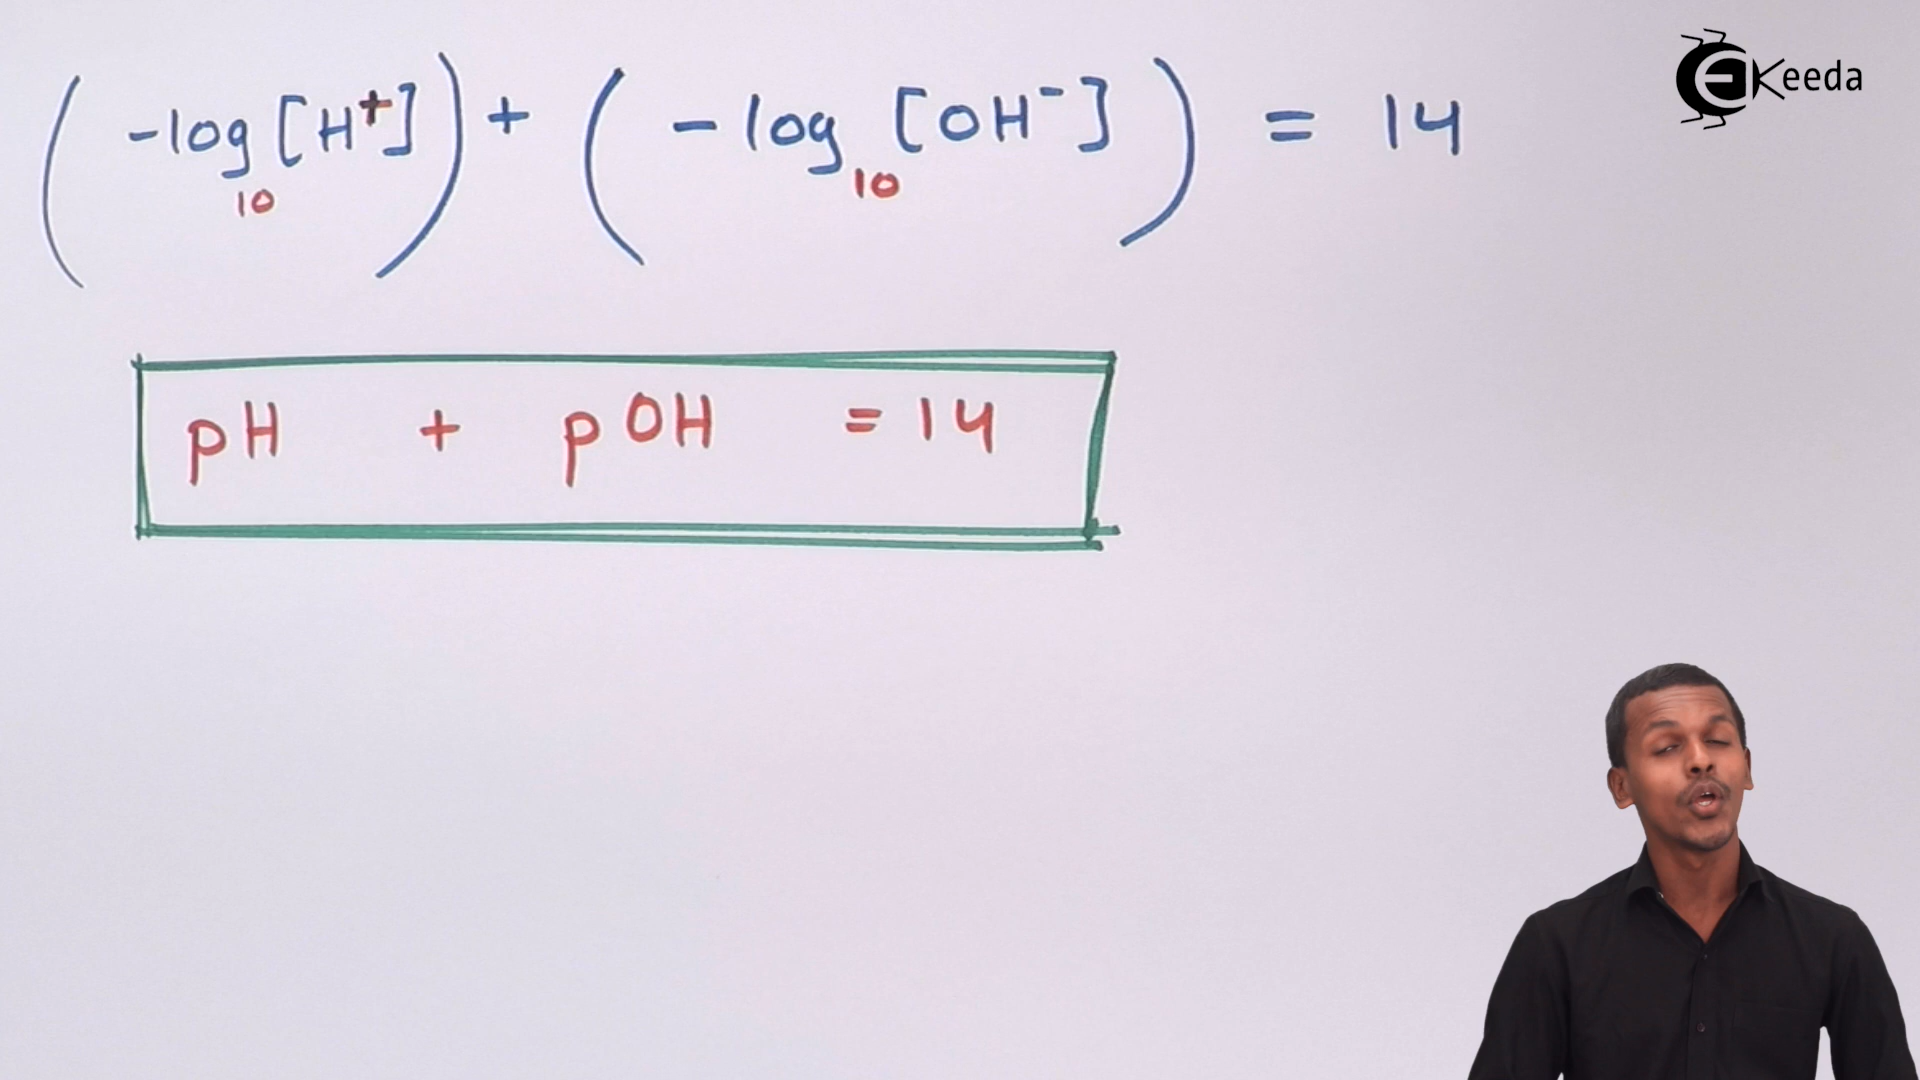 (-log₁₀[H⁺]) + (-log₁₀[OH⁻]) = 14
EKeeda
pH + pOH = 14